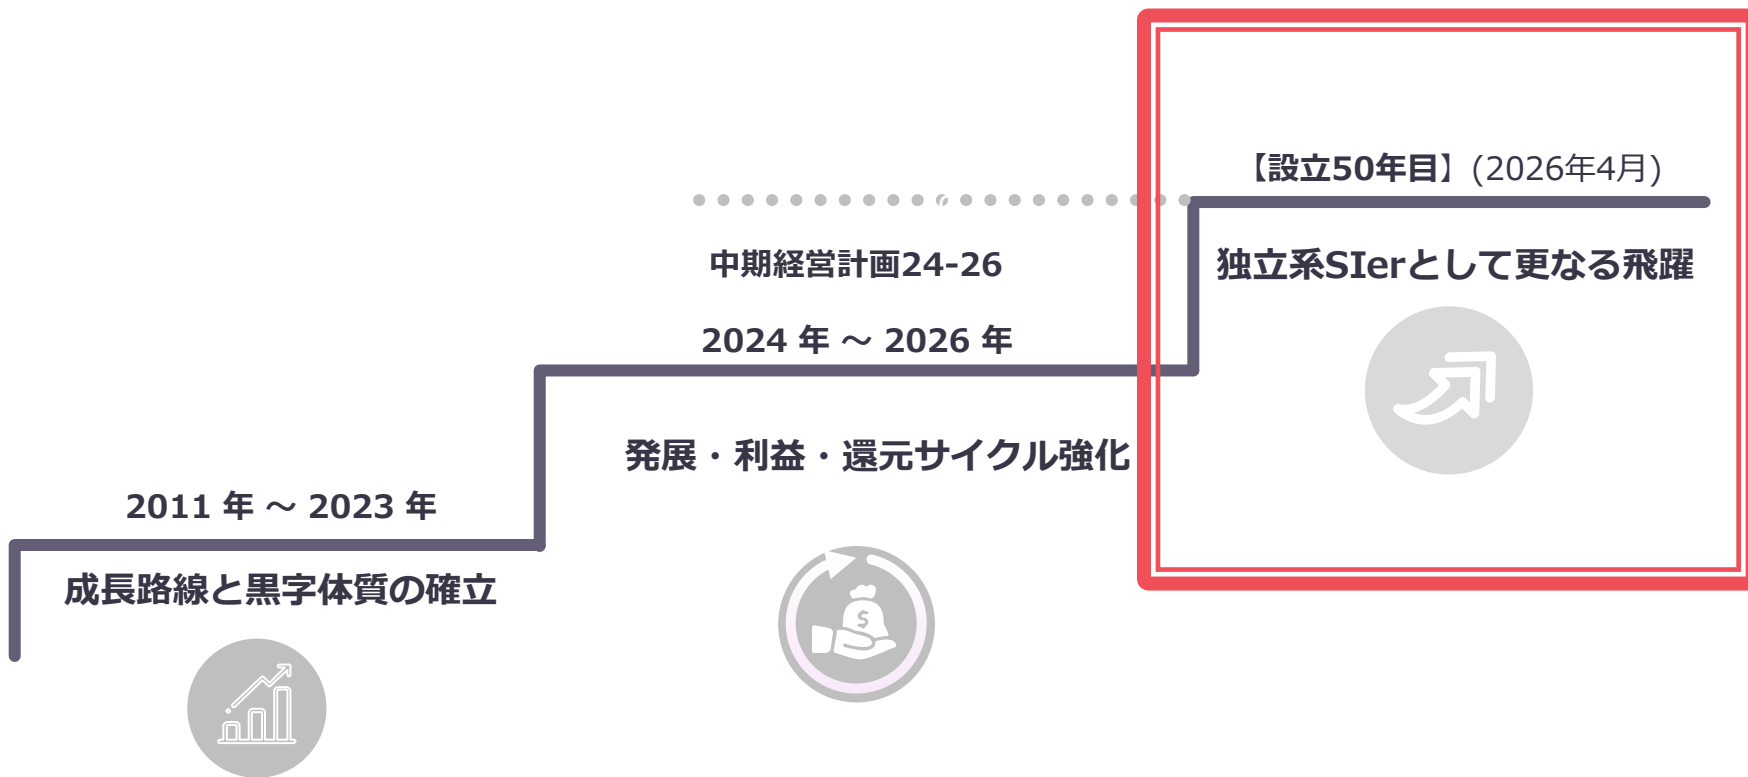 【設立50年目】(2026年4月)
独立系SIerとして更なる飛躍
中期経営計画24-26
2024 年 ～ 2026 年
発展・利益・還元サイクル強化
2011 年 ～ 2023 年
成長路線と黒字体質の確立
$